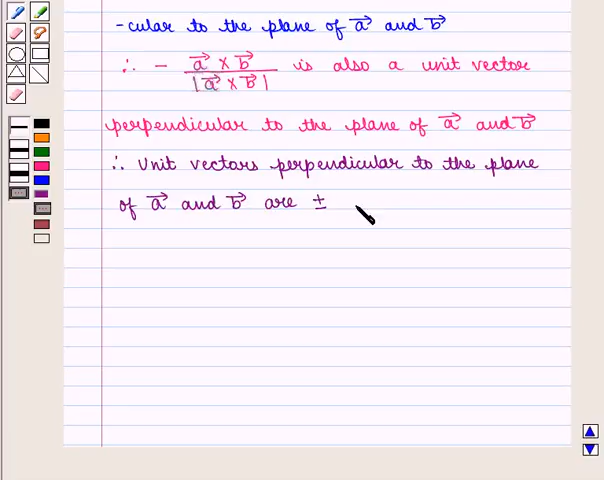 -cular to the plane of a⃗ and b⃗
∴ - a⃗ × b⃗ / |a⃗ × b⃗| is also a unit vector
perpendicular to the plane of a⃗ and b⃗
∴ Unit vectors perpendicular to the plane
of a⃗ and b⃗ are ±